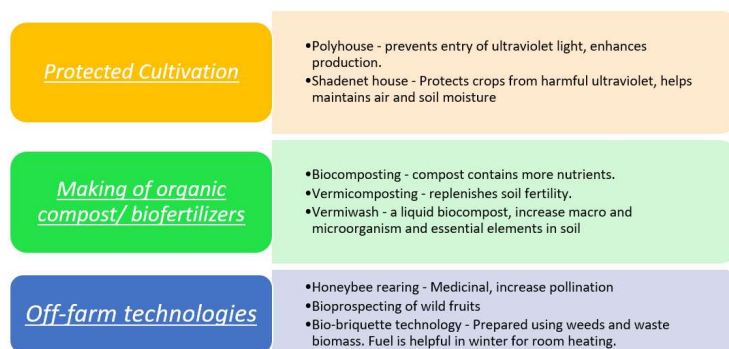 Protected Cultivation
•Polyhouse - prevents entry of ultraviolet light, enhances
production.
•Shadenet house - Protects crops from harmful ultraviolet, helps
maintains air and soil moisture
Making of organic
compost/ biofertilizers
•Biocomposting - compost contains more nutrients.
•Vermicomposting - replenishes soil fertility.
•Vermiwash - a liquid biocompost, increase macro and
microorganism and essential elements in soil
Off-farm technologies
•Honeybee rearing - Medicinal, increase pollination
•Bioprospecting of wild fruits
•Bio-briquette technology - Prepared using weeds and waste
biomass. Fuel is helpful in winter for room heating.